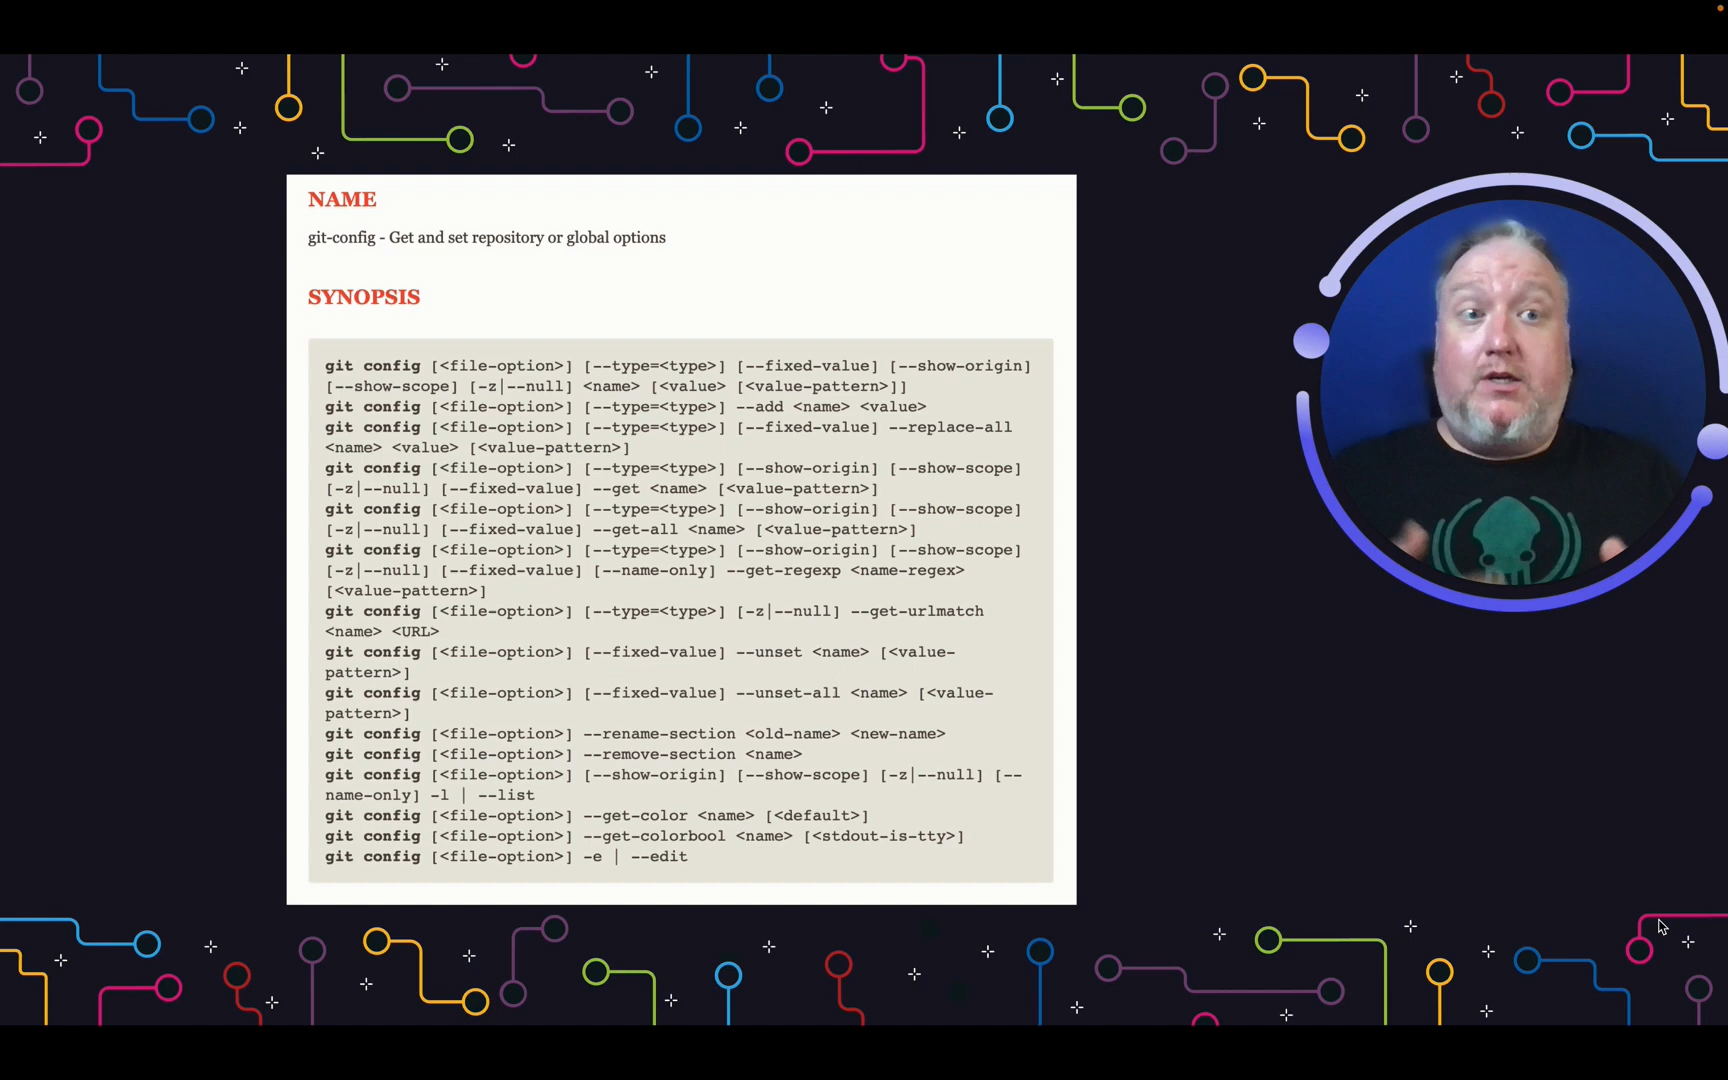 NAME
git-config - Get and set repository or global options
SYNOPSIS
git config [<file-option>] [--type=<type>] [--fixed-value] [--show-origin]
[--show-scope] [-z|--null] <name> [<value> [<value-pattern>]]
git config [<file-option>] [--type=<type>] --add <name> <value>
git config [<file-option>] [--type=<type>] [--fixed-value] --replace-all
<name> <value> [<value-pattern>]
git config [<file-option>] [--type=<type>] [--show-origin] [--show-scope]
[-z|--null] [--fixed-value] --get <name> [<value-pattern>]
git config [<file-option>] [--type=<type>] [--show-origin] [--show-scope]
[-z|--null] [--fixed-value] --get-all <name> [<value-pattern>]
git config [<file-option>] [--type=<type>] [--show-origin] [--show-scope]
[-z|--null] [--fixed-value] [--name-only] --get-regexp <name-regex>
[<value-pattern>]
git config [<file-option>] [--type=<type>] [-z|--null] --get-urlmatch
<name> <URL>
git config [<file-option>] [--fixed-value] --unset <name> [<value-
pattern>]
git config [<file-option>] [--fixed-value] --unset-all <name> [<value-
pattern>]
git config [<file-option>] --rename-section <old-name> <new-name>
git config [<file-option>] --remove-section <name>
git config [<file-option>] [--show-origin] [--show-scope] [-z|--null] [--
name-only] -l | --list
git config [<file-option>] --get-color <name> [<default>]
git config [<file-option>] --get-colorbool <name> [<stdout-is-tty>]
git config [<file-option>] -e | --edit